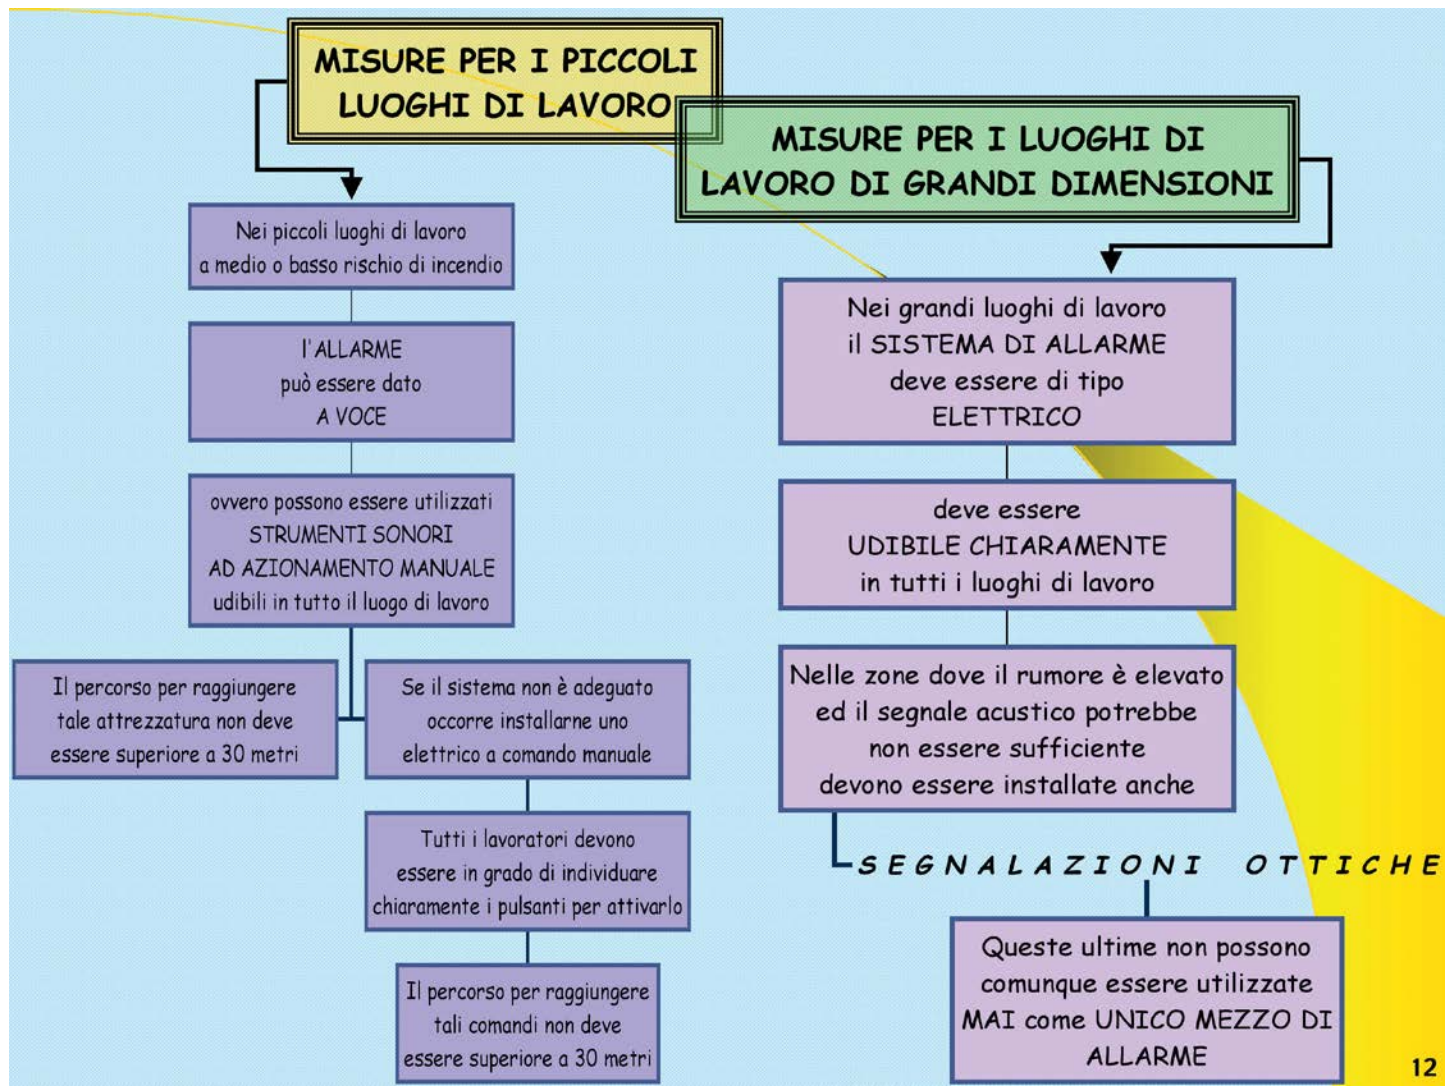 MISURE PER I PICCOLI
LUOGHI DI LAVORO
Nei piccoli luoghi di lavoro
a medio o basso rischio di incendio
l'ALLARME
può essere dato
A VOCE
ovvero possono essere utilizzati
STRUMENTI SONORI
AD AZIONAMENTO MANUALE
udibili in tutto il luogo di lavoro
Il percorso per raggiungere
tale attrezzatura non deve
essere superiore a 30 metri
Se il sistema non è adeguato
occorre installarne uno
elettrico a comando manuale
Tutti i lavoratori devono
essere in grado di individuare
chiaramente i pulsanti per attivarlo
Il percorso per raggiungere
tali comandi non deve
essere superiore a 30 metri
MISURE PER I LUOGHI DI
LAVORO DI GRANDI DIMENSIONI
Nei grandi luoghi di lavoro
il SISTEMA DI ALLARME
deve essere di tipo
ELETTRICO
deve essere
UDIBILE CHIARAMENTE
in tutti i luoghi di lavoro
Nelle zone dove il rumore è elevato
ed il segnale acustico potrebbe
non essere sufficiente
devono essere installate anche
SEGNALAZIONI OTTICHE
Queste ultime non possono
comunque essere utilizzate
MAI come UNICO MEZZO DI
ALLARME
12